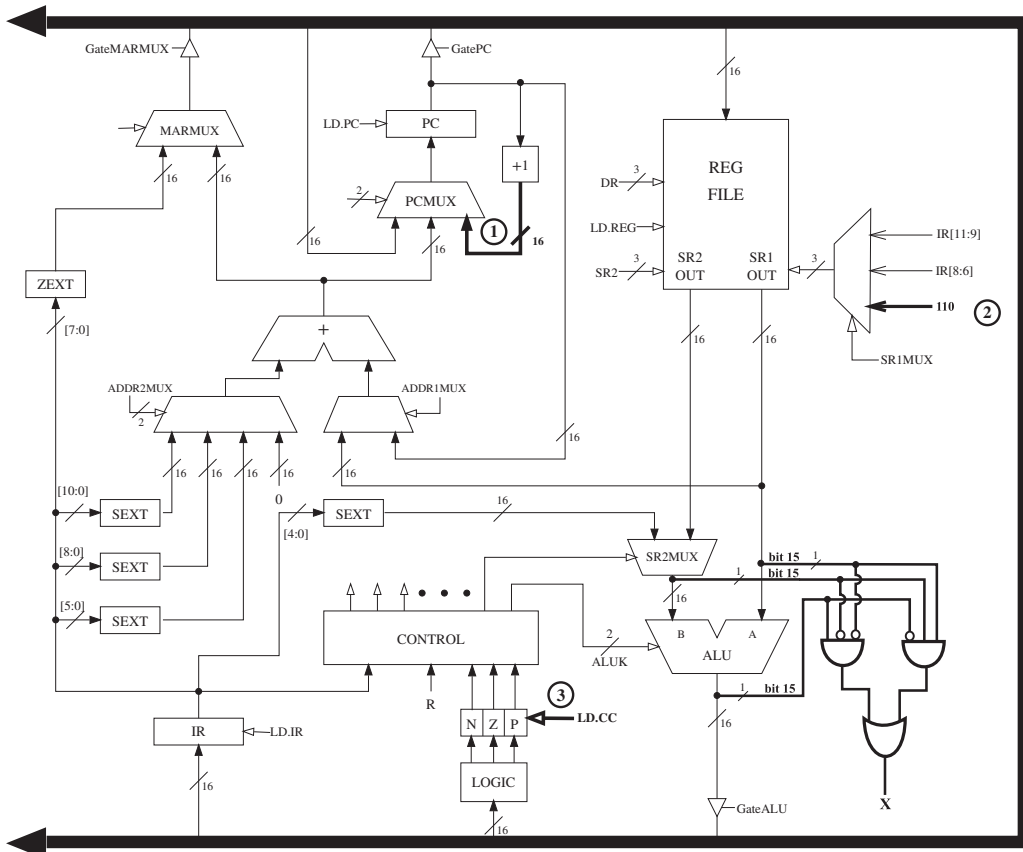 GateMARMUX
GatePC
16
MARMUX
LD.PC
PC
+1
REG
FILE
3
DR
16
16
2
PCMUX
1
16
16
16
LD.REG
IR[11:9]
ZEXT
3
SR2
SR2
OUT
SR1
OUT
3
IR[8:6]
110
2
[7:0]
+
16
16
SR1MUX
ADDR2MUX
2
ADDR1MUX
16
16
16
16
16
16
[10:0]
SEXT
0
[4:0]
SEXT
16
[8:0]
SEXT
SR2MUX
bit 15
1
1
bit 15
16
[5:0]
SEXT
CONTROL
2
ALUK
B
A
ALU
1
bit 15
R
3
N
Z
P
LD.CC
IR
LD.IR
16
16
LOGIC
X
GateALU
16